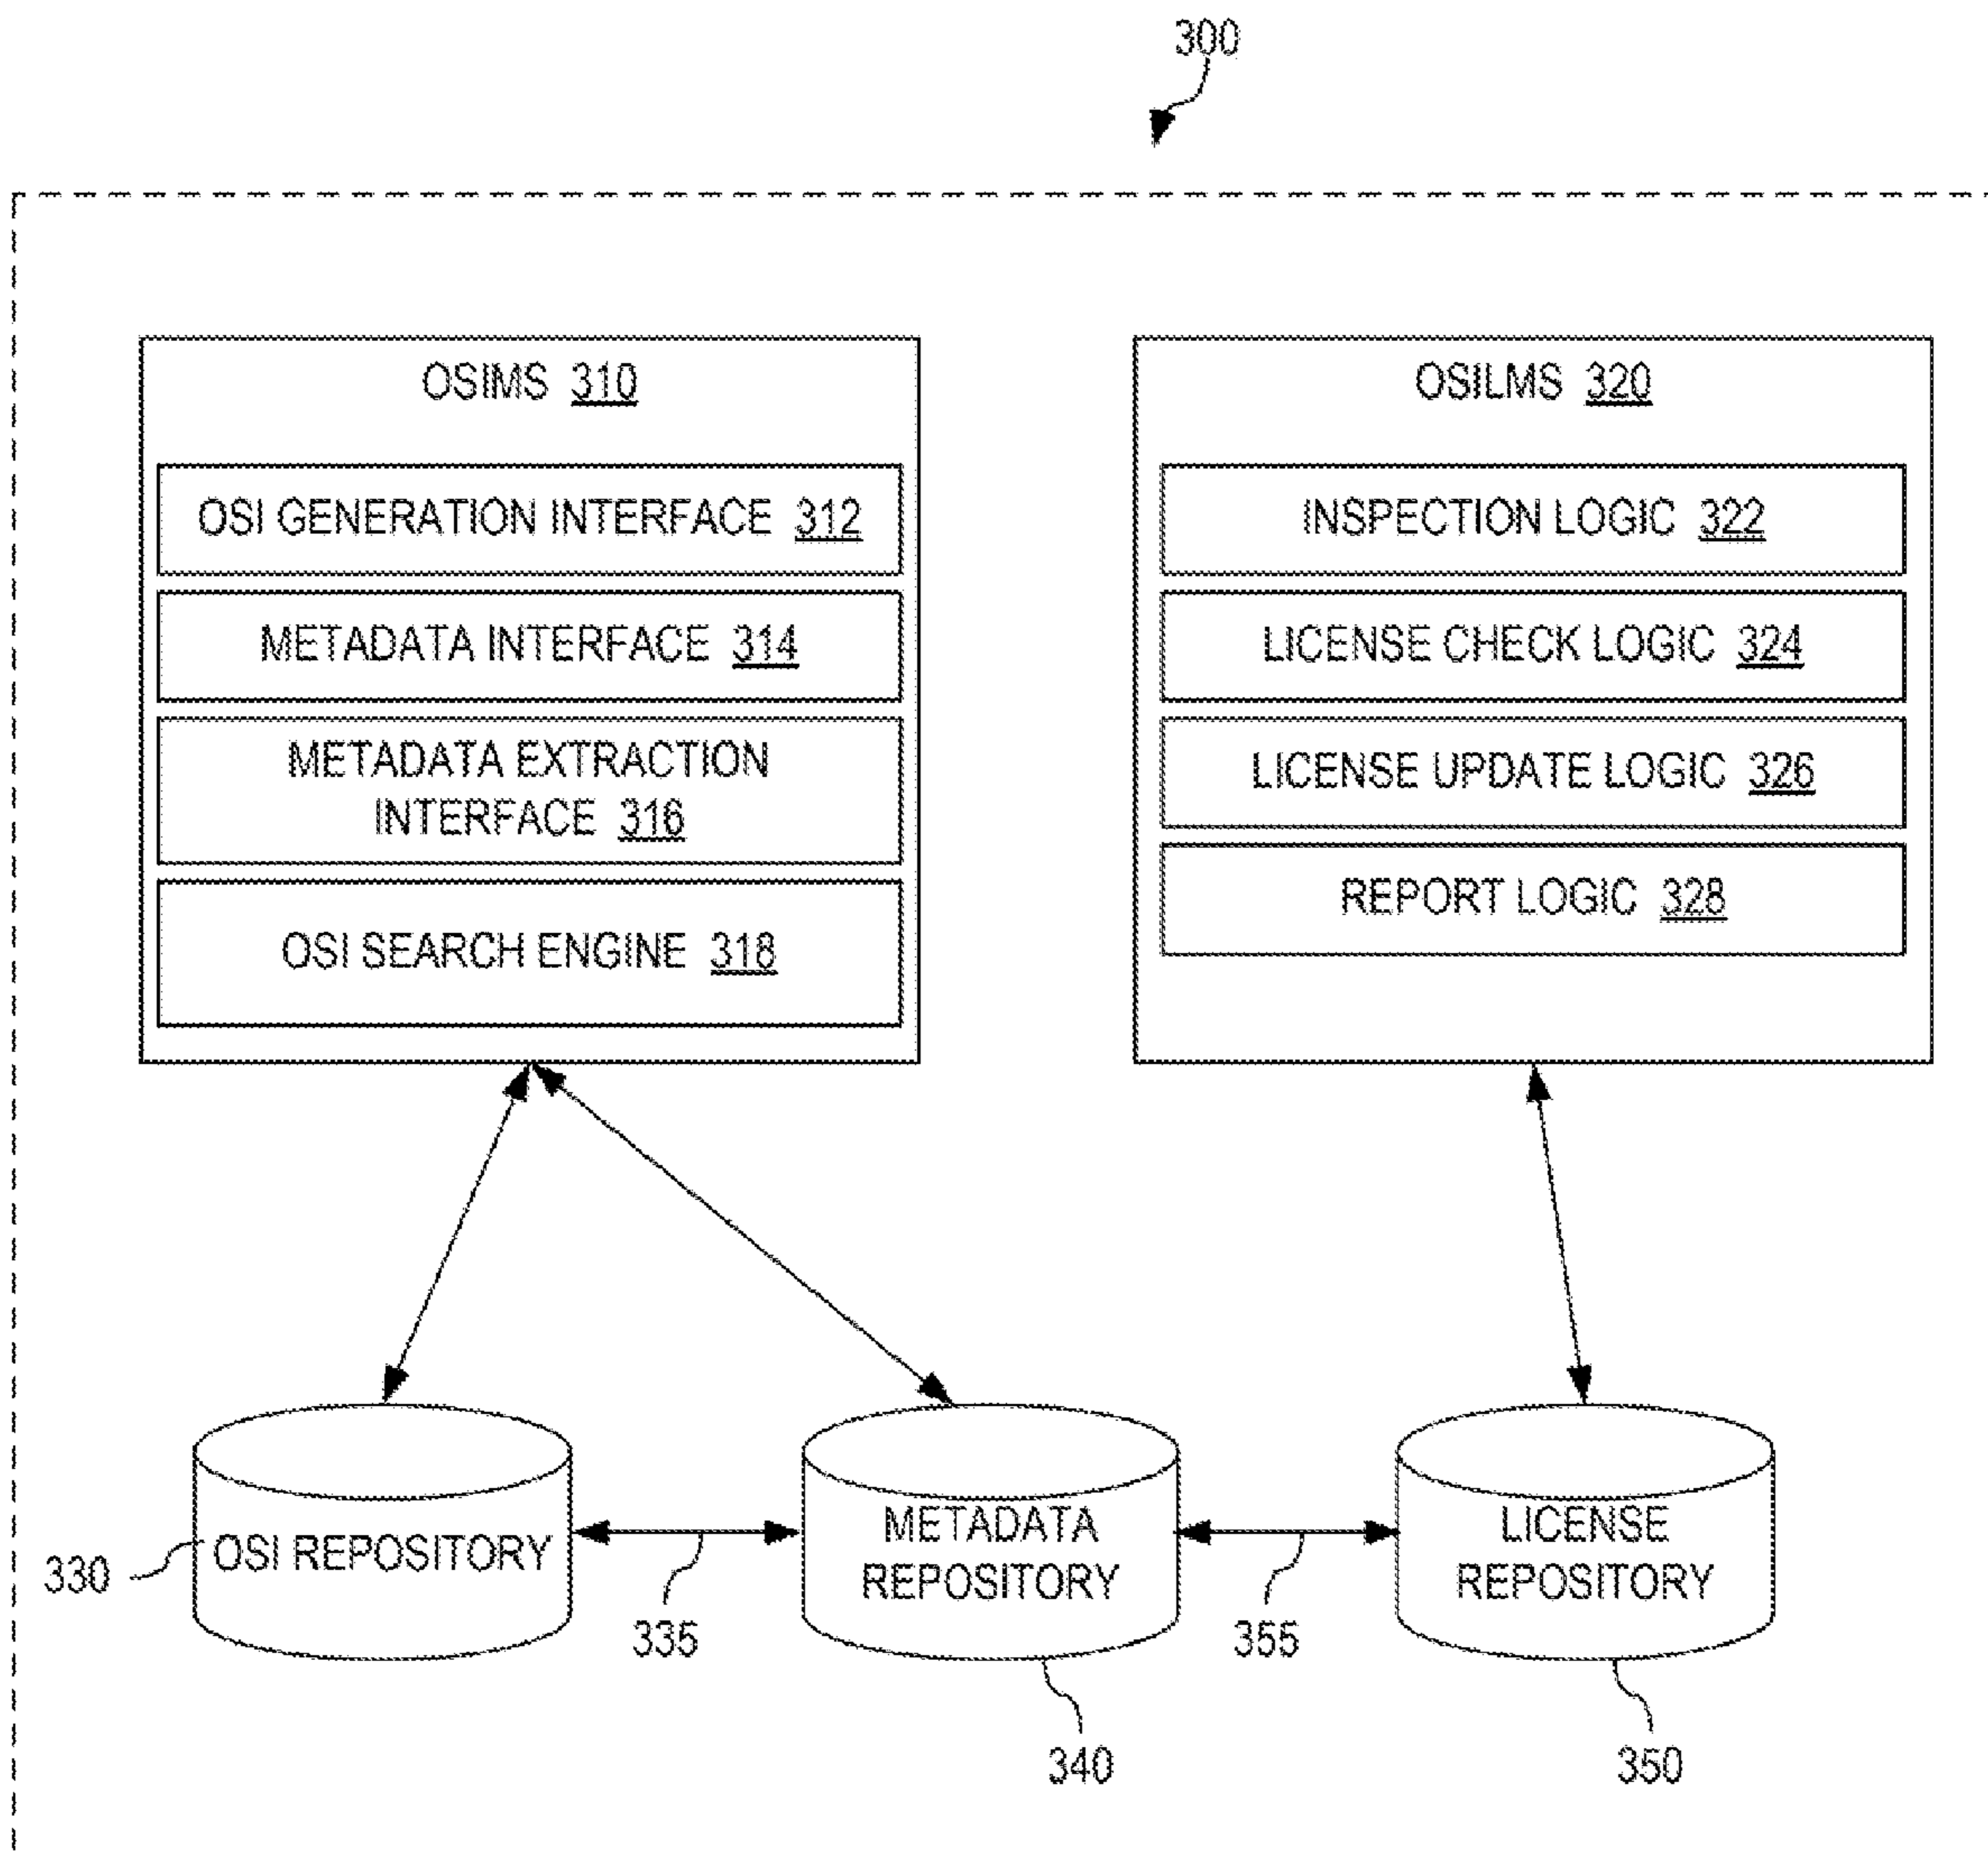 300
OSIMS 310
OSI GENERATION INTERFACE 312
METADATA INTERFACE 314
METADATA EXTRACTION
INTERFACE 316
OSI SEARCH ENGINE 318
OSILMS 320
INSPECTION LOGIC 322
LICENSE CHECK LOGIC 324
LICENSE UPDATE LOGIC 326
REPORT LOGIC 328
330
OSI REPOSITORY
335
METADATA
REPOSITORY
340
355
LICENSE
REPOSITORY
350